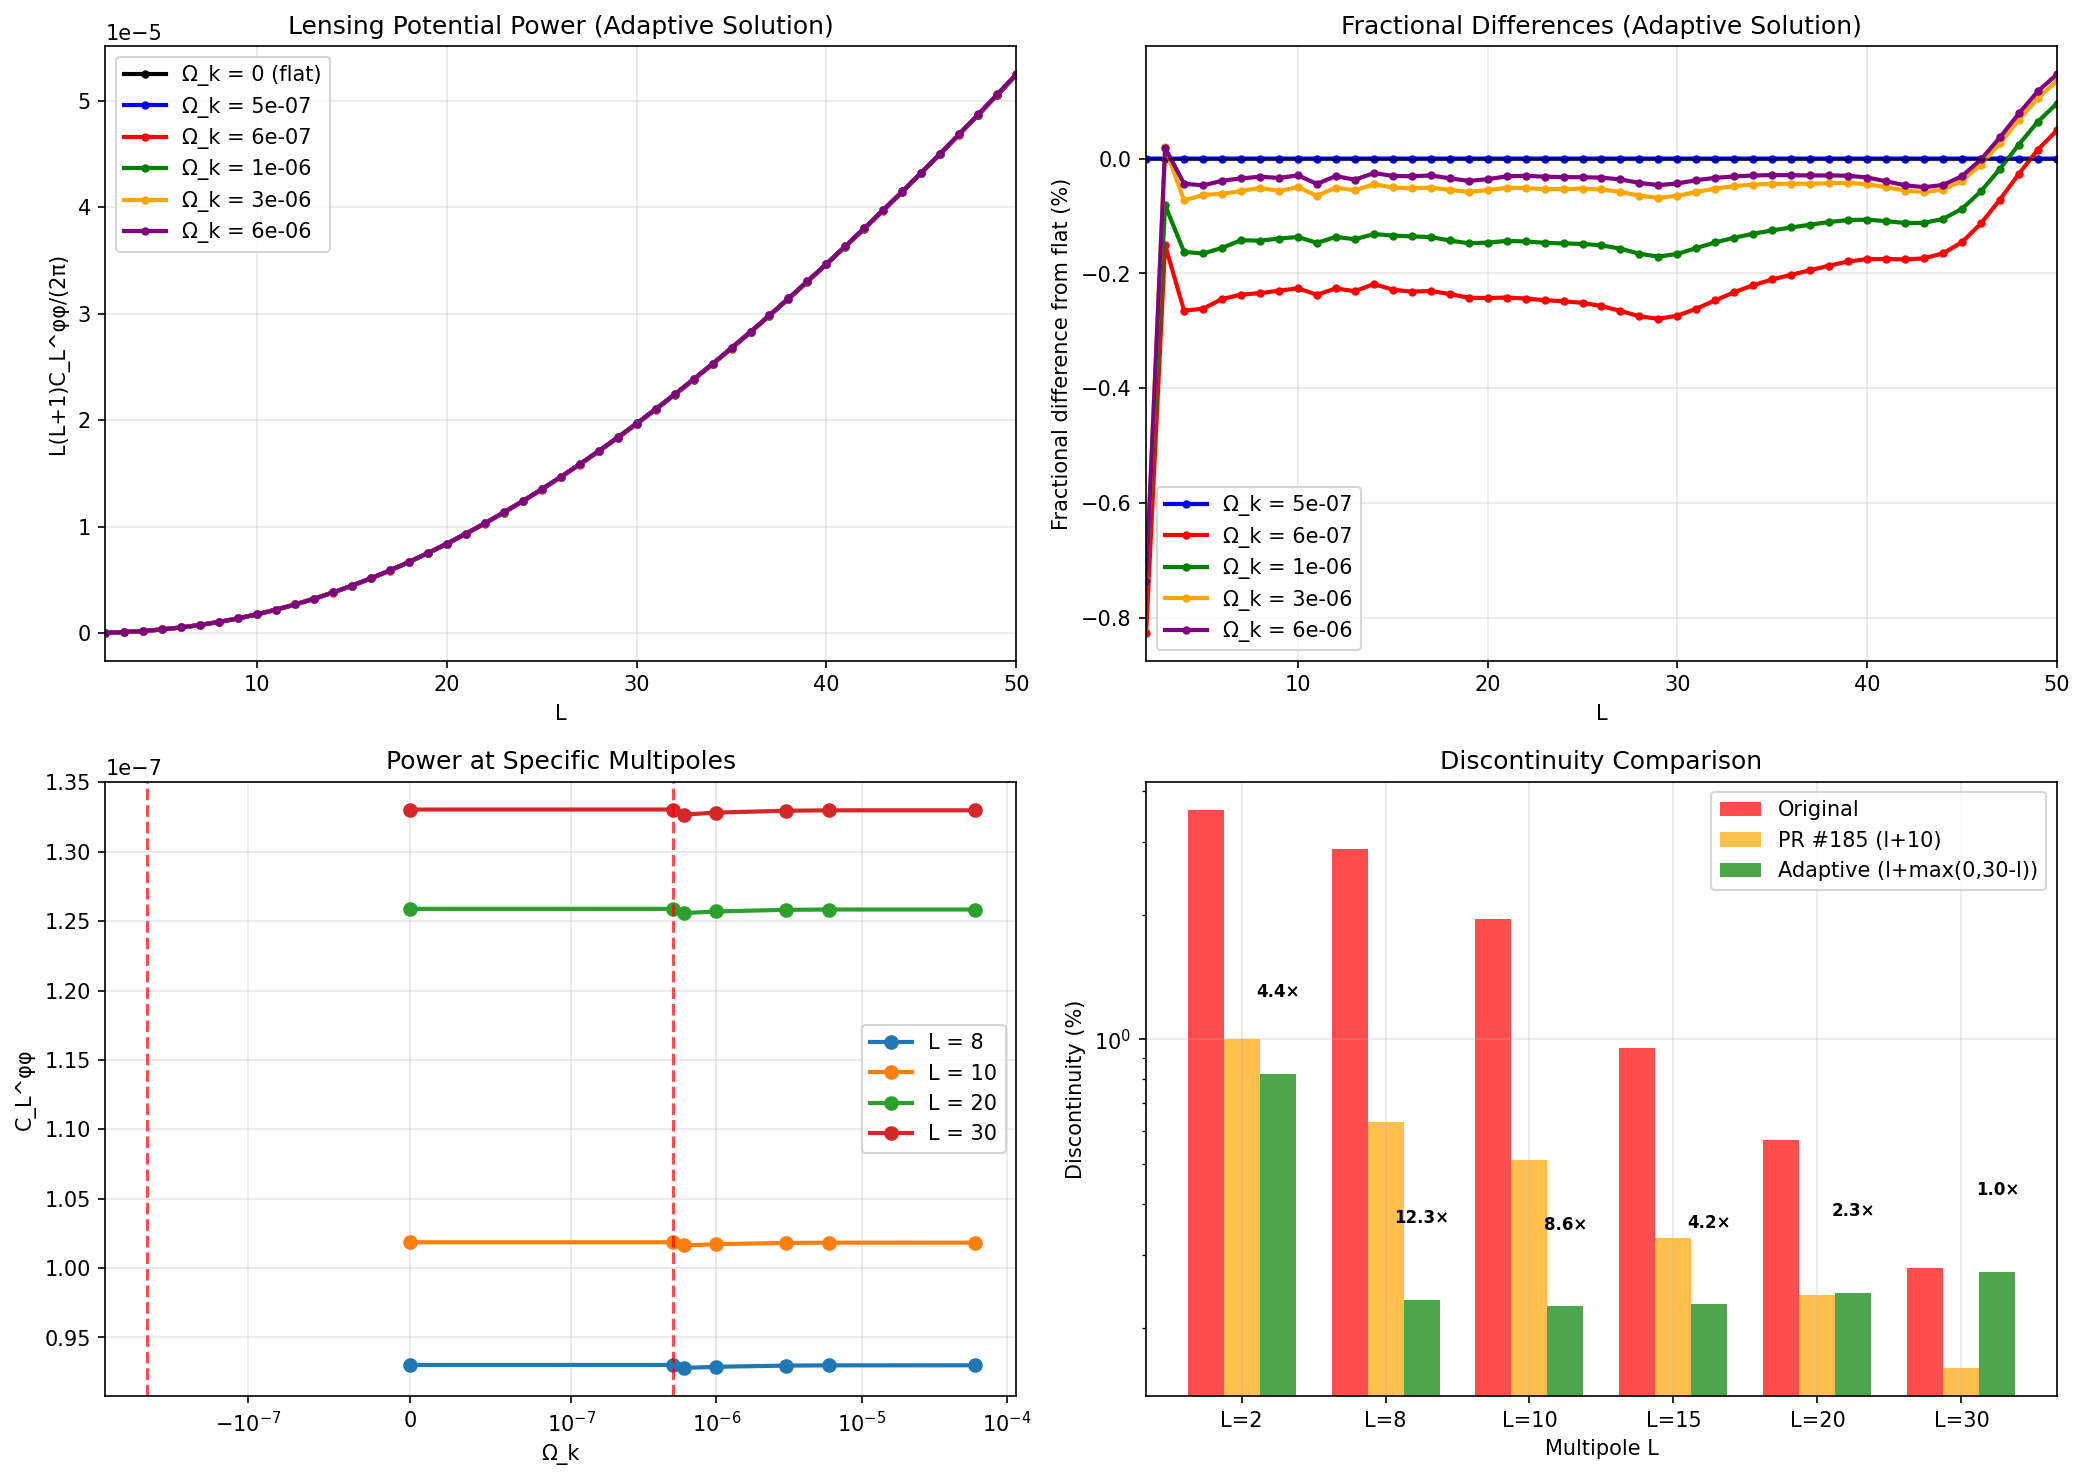 Lensing Potential Power (Adaptive Solution)
1e−5
Ω_k = 0 (flat)
Ω_k = 5e-07
Ω_k = 6e-07
Ω_k = 1e-06
Ω_k = 3e-06
Ω_k = 6e-06
L(L+1)C_L^φφ/(2π)
5
4
3
2
1
0
10
20
30
40
50
L
Fractional Differences (Adaptive Solution)
Fractional difference from flat (%)
0.0
−0.2
−0.4
−0.6
−0.8
Ω_k = 5e-07
Ω_k = 6e-07
Ω_k = 1e-06
Ω_k = 3e-06
Ω_k = 6e-06
10
20
30
40
50
L
Power at Specific Multipoles
1e−7
C_L^φφ
1.35
1.30
1.25
1.20
1.15
1.10
1.05
1.00
0.95
L = 8
L = 10
L = 20
L = 30
−10⁻⁷
0
10⁻⁷
10⁻⁶
10⁻⁵
10⁻⁴
Ω_k
Discontinuity Comparison
Discontinuity (%)
10⁰
Original
PR #185 (l+10)
Adaptive (l+max(0,30-l))
4.4×
12.3×
8.6×
4.2×
2.3×
1.0×
L=2
L=8
L=10
L=15
L=20
L=30
Multipole L